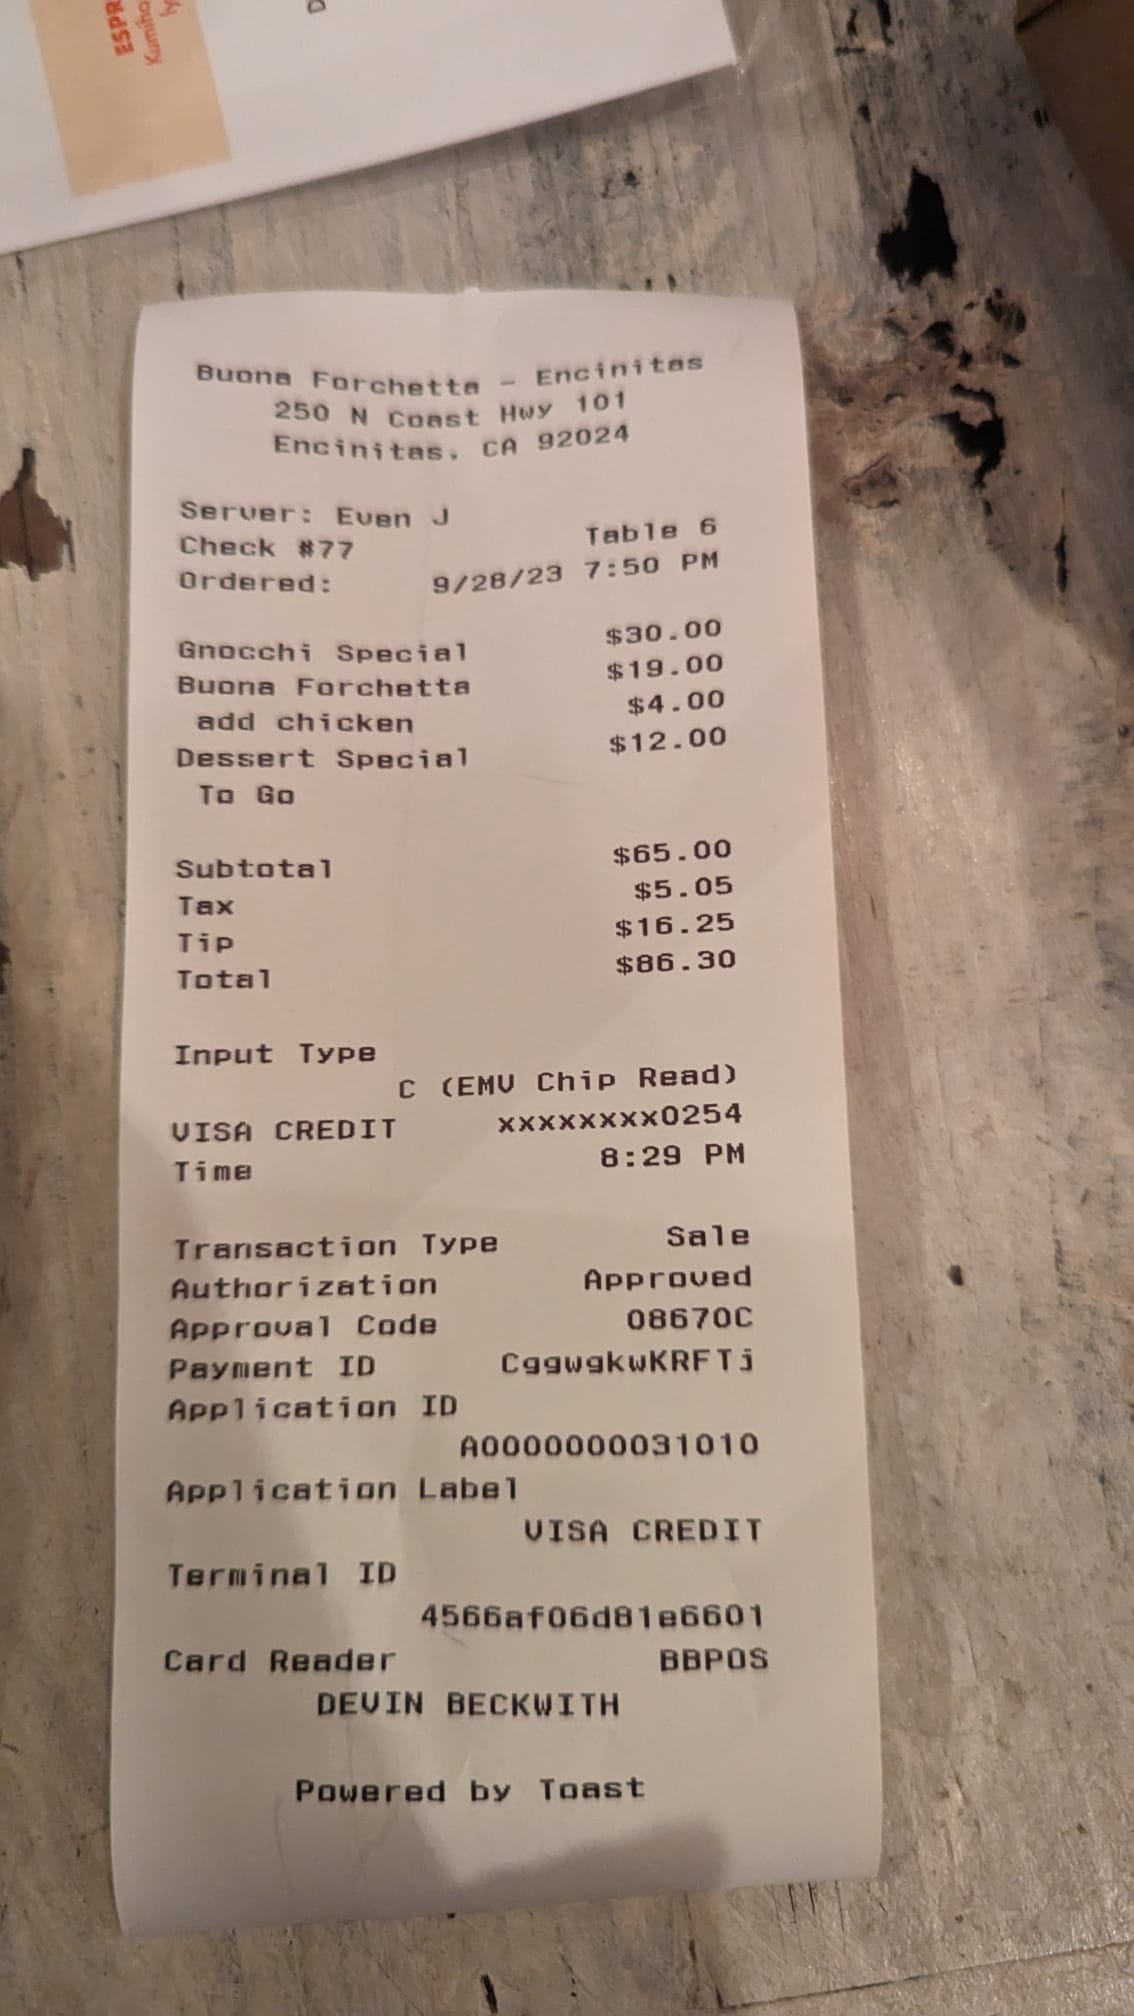 ESPR
Kumiho
Buona Forchetta - Encinitas
250 N Coast Hwy 101
Encinitas, CA 92024
Server: Even J
Check #77 Table 6
Ordered: 9/28/23 7:50 PM
Gnocchi Special $30.00
Buona Forchetta $19.00
add chicken $4.00
Dessert Special $12.00
To Go
Subtotal $65.00
Tax $5.05
Tip $16.25
Total $86.30
Input Type
C (EMV Chip Read)
VISA CREDIT xxxxxxxx0254
Time 8:29 PM
Transaction Type Sale
Authorization Approved
Approval Code 08670C
Payment ID CggwgkwKRFTj
Application ID
A0000000031010
Application Label
VISA CREDIT
Terminal ID
4566af06d81e6601
Card Reader BBPOS
DEVIN BECKWITH
Powered by Toast